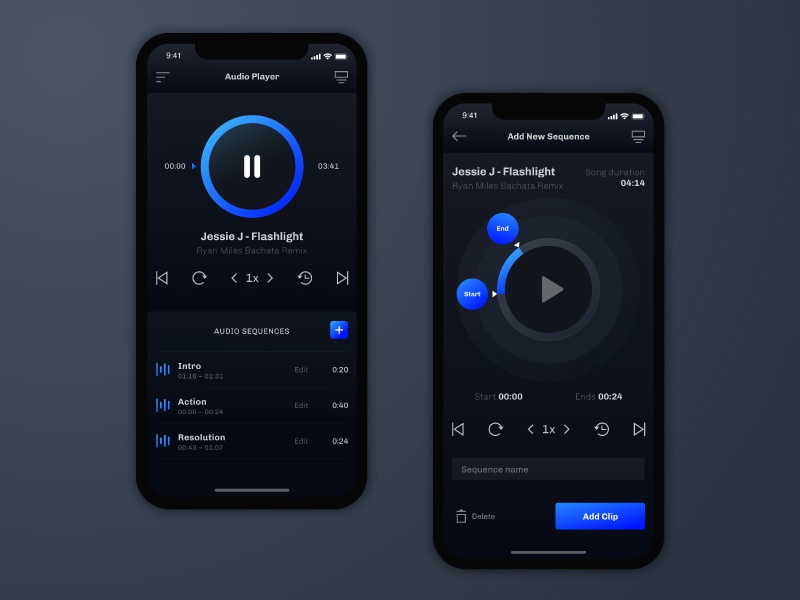 9:41
Audio Player
00:00
03:41
Jessie J - Flashlight
Ryan Miles Bachata Remix
1x
AUDIO SEQUENCES
+
Intro
01:16 – 01:31
Edit
0:20
Action
00:00 – 00:24
Edit
0:40
Resolution
00:43 – 01:07
Edit
0:24
9:41
Add New Sequence
Jessie J - Flashlight
Ryan Miles Bachata Remix
Song duration
04:14
End
Start
Start 00:00
Ends 00:24
1x
Sequence name
Delete
Add Clip